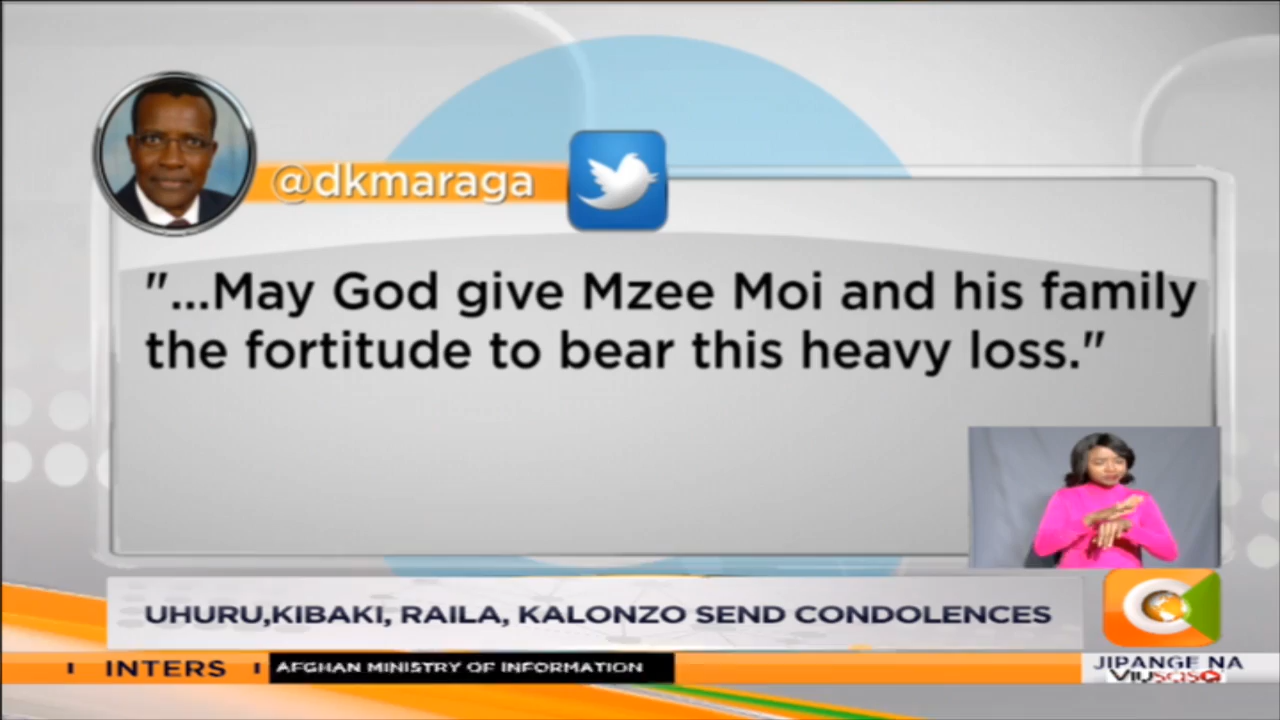 @dkmaraga
"...May God give Mzee Moi and his family
the fortitude to bear this heavy loss."
UHURU,KIBAKI, RAILA, KALONZO SEND CONDOLENCES
INTERS
AFGHAN MINISTRY OF INFORMATION
JIPANGE NA
VIUSASA